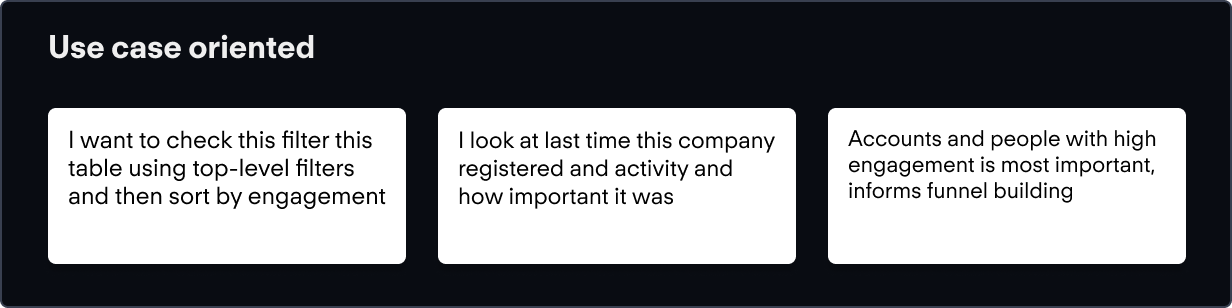 Use case oriented
I want to check this filter this
table using top-level filters
and then sort by engagement
I look at last time this company
registered and activity and
how important it was
Accounts and people with high
engagement is most important,
informs funnel building